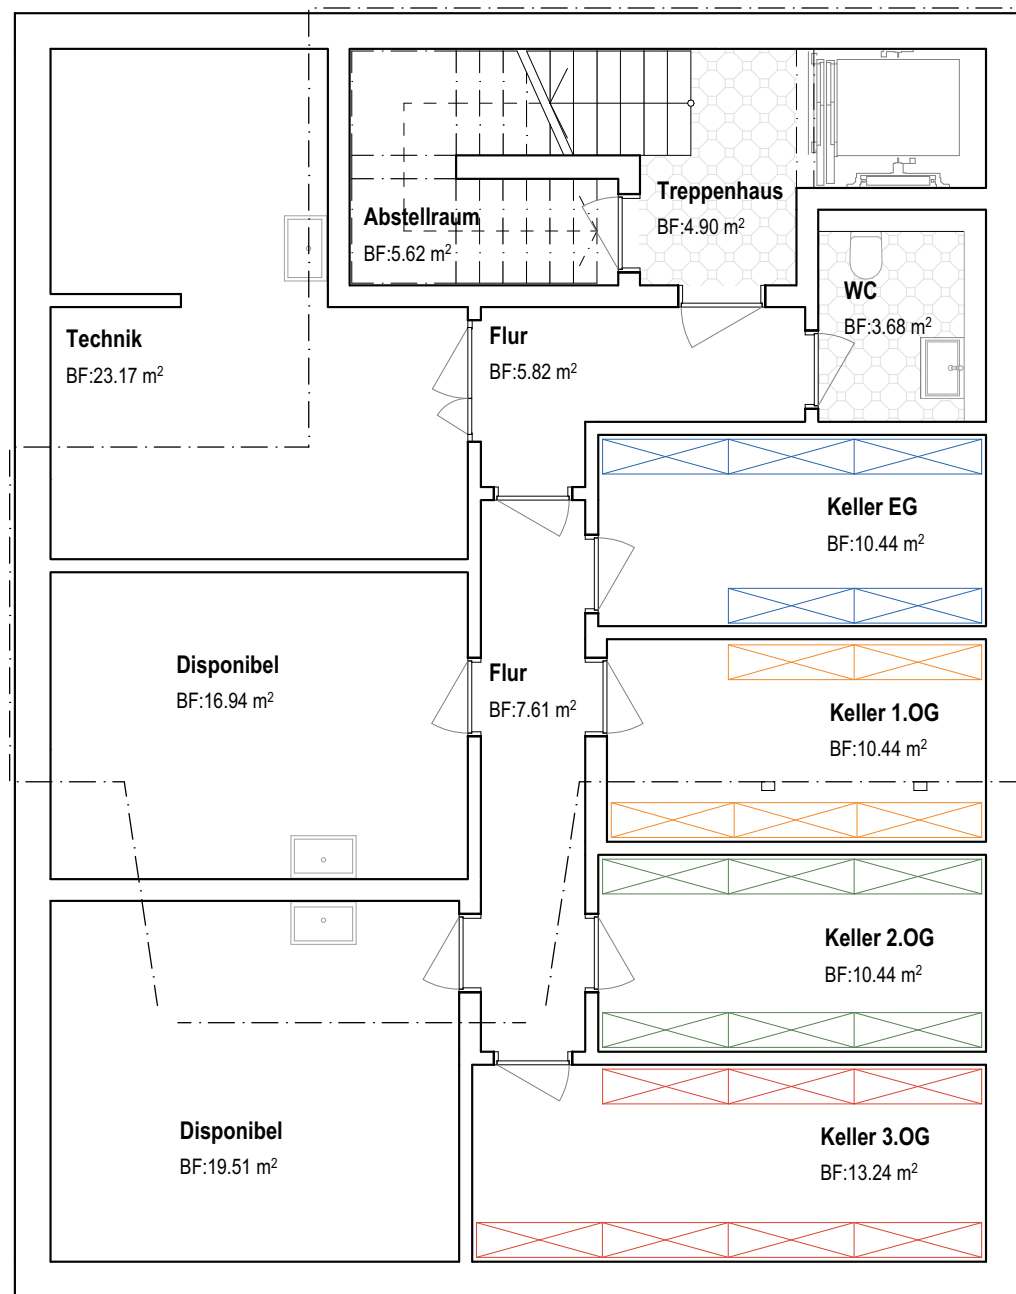 Treppenhaus
BF:4.90 m²
Abstellraum
BF:5.62 m²
WC
BF:3.68 m²
Technik
BF:23.17 m²
Flur
BF:5.82 m²
Keller EG
BF:10.44 m²
Disponibel
BF:16.94 m²
Flur
BF:7.61 m²
Keller 1.OG
BF:10.44 m²
Keller 2.OG
BF:10.44 m²
Disponibel
BF:19.51 m²
Keller 3.OG
BF:13.24 m²